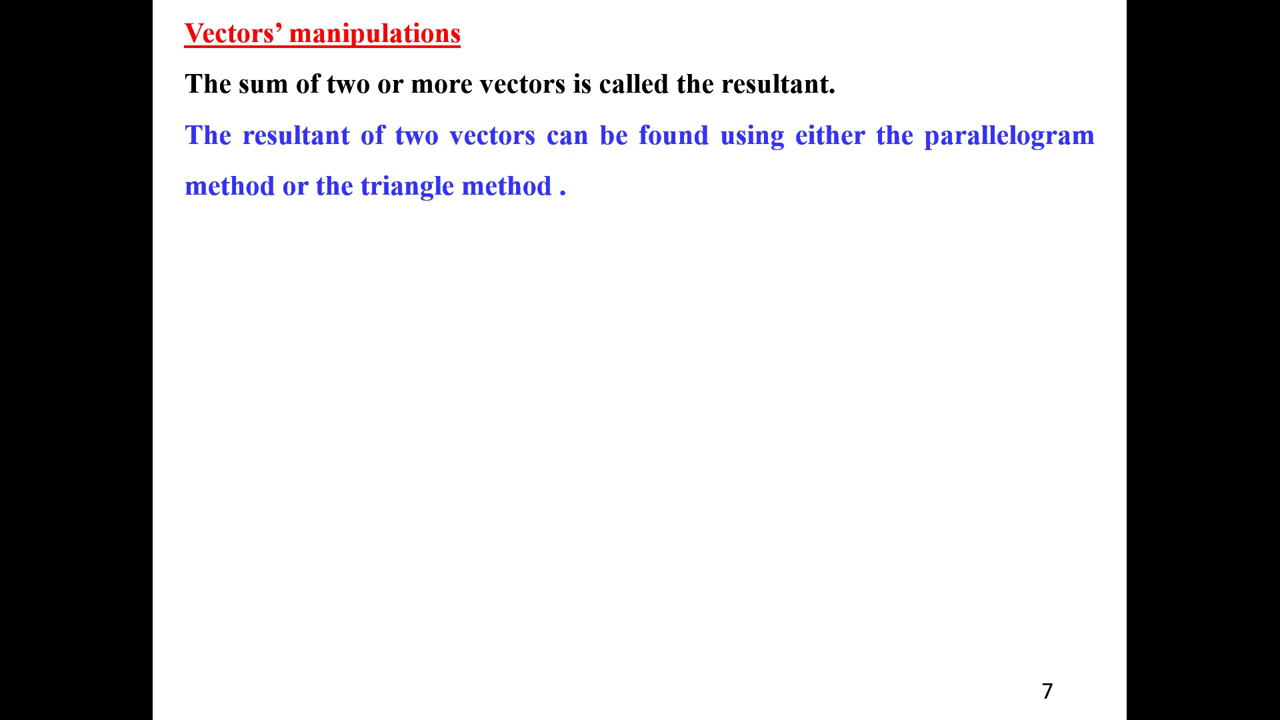 Vectors’ manipulations
The sum of two or more vectors is called the resultant.
The resultant of two vectors can be found using either the parallelogram
method or the triangle method .
7